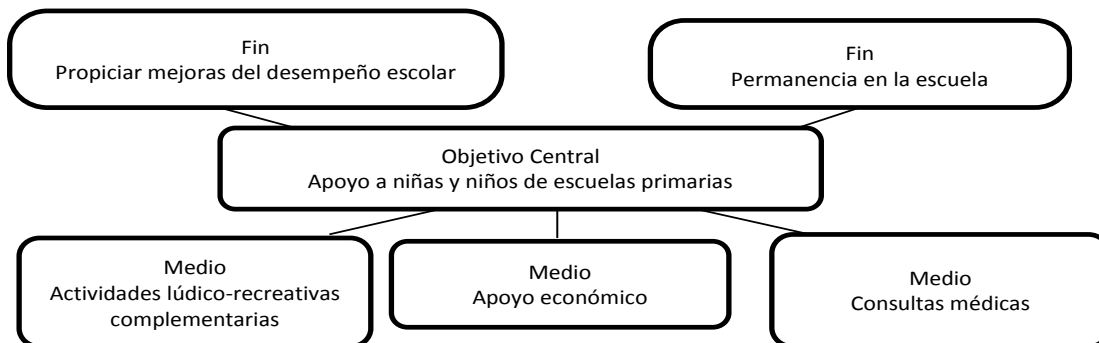 Fin
Propiciar mejoras del desempeño escolar
Fin
Permanencia en la escuela
Objetivo Central
Apoyo a niñas y niños de escuelas primarias
Medio
Actividades lúdico-recreativas
complementarias
Medio
Apoyo económico
Medio
Consultas médicas